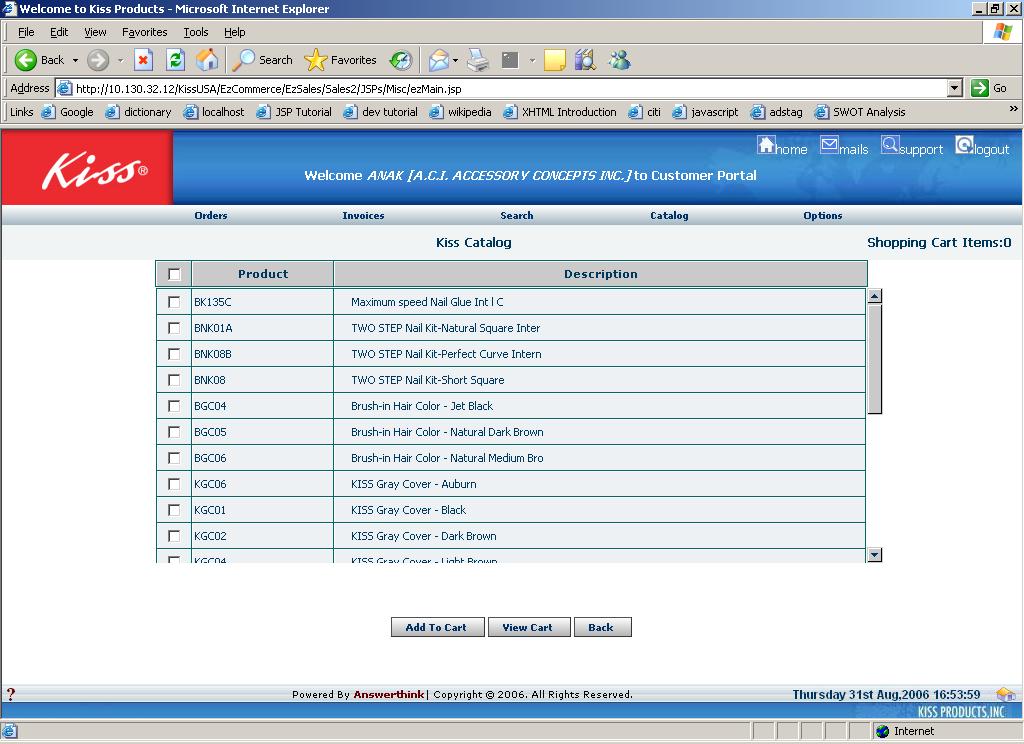 Welcome to Kiss Products - Microsoft Internet Explorer
File Edit View Favorites Tools Help
Back Search Favorites
Address http://10.130.32.12/KissUSA/EzCommerce/EzSales/Sales2/JSPs/Misc/ezMain.jsp Go
Links Google dictionary localhost JSP Tutorial dev tutorial wikipedia XHTML Introduction citi javascript adstag SWOT Analysis »
home mails support logout
Kiss®
Welcome ANAK [A.C.I. ACCESSORY CONCEPTS INC.] to Customer Portal
Orders Invoices Search Catalog Options
Kiss Catalog Shopping Cart Items:0
Product Description
BK135C Maximum speed Nail Glue Int l C
BNK01A TWO STEP Nail Kit-Natural Square Inter
BNK08B TWO STEP Nail Kit-Perfect Curve Intern
BNK08 TWO STEP Nail Kit-Short Square
BGC04 Brush-in Hair Color - Jet Black
BGC05 Brush-in Hair Color - Natural Dark Brown
BGC06 Brush-in Hair Color - Natural Medium Bro
KGC06 KISS Gray Cover - Auburn
KGC01 KISS Gray Cover - Black
KGC02 KISS Gray Cover - Dark Brown
KGC04 KISS Gray Cover - Light Brown
Add To Cart View Cart Back
? Powered By Answerthink | Copyright © 2006. All Rights Reserved. Thursday 31st Aug,2006 16:53:59
KISS PRODUCTS,INC
Internet